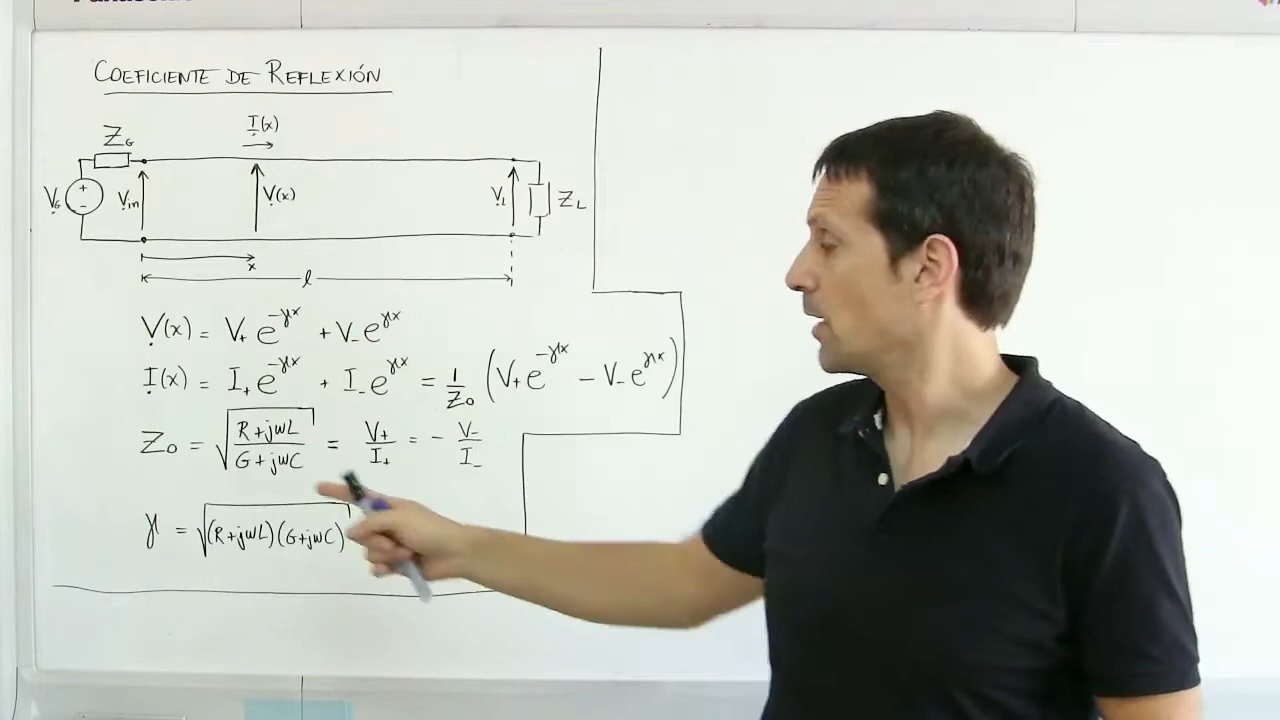 COEFICIENTE DE REFLEXIÓN
I(x)
Z_G
V_G
+
-
V_in
V(x)
V_L
Z_L
x
l
V(x) = V₊ e^{-γx} + V₋ e^{γx}
I(x) = I₊ e^{-γx} + I₋ e^{γx} = 1/Z₀ (V₊ e^{-γx} - V₋ e^{γx})
Z₀ = √((R+jωL)/(G+jωC)) = V₊/I₊ = - V₋/I₋
γ = √((R+jωL)(G+jωC))